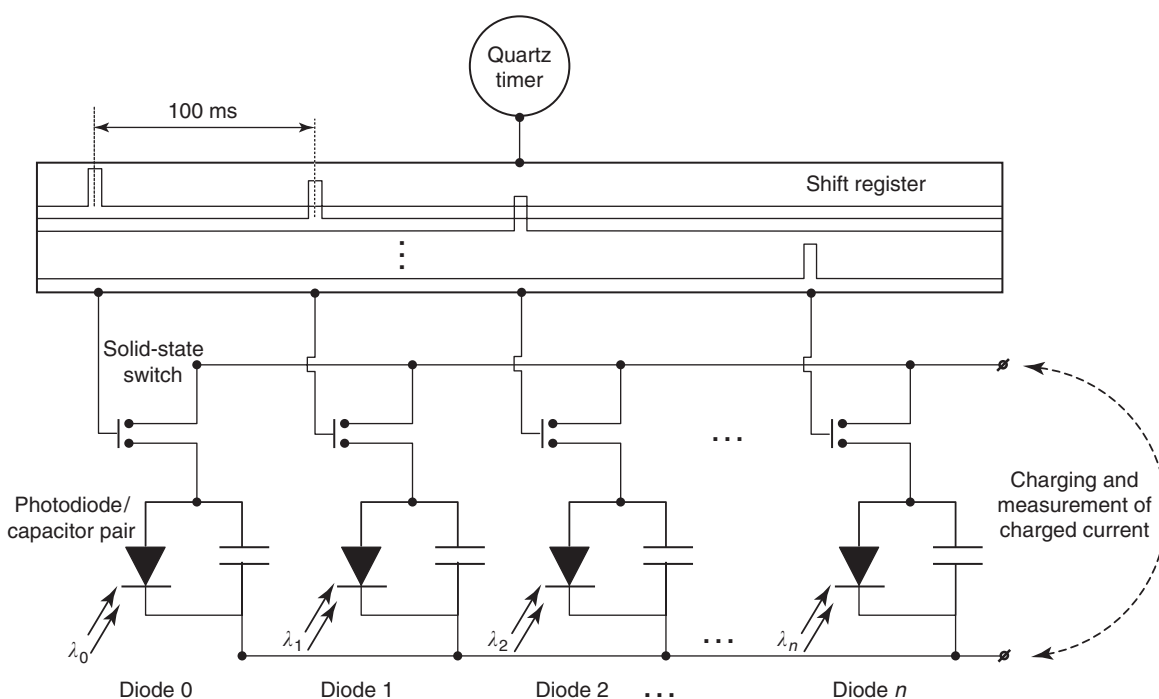 Quartz
timer
100 ms
Shift register
Solid-state
switch
Photodiode/
capacitor pair
Charging and
measurement of
charged current
λ0
λ1
λ2
λn
Diode 0
Diode 1
Diode 2
Diode n